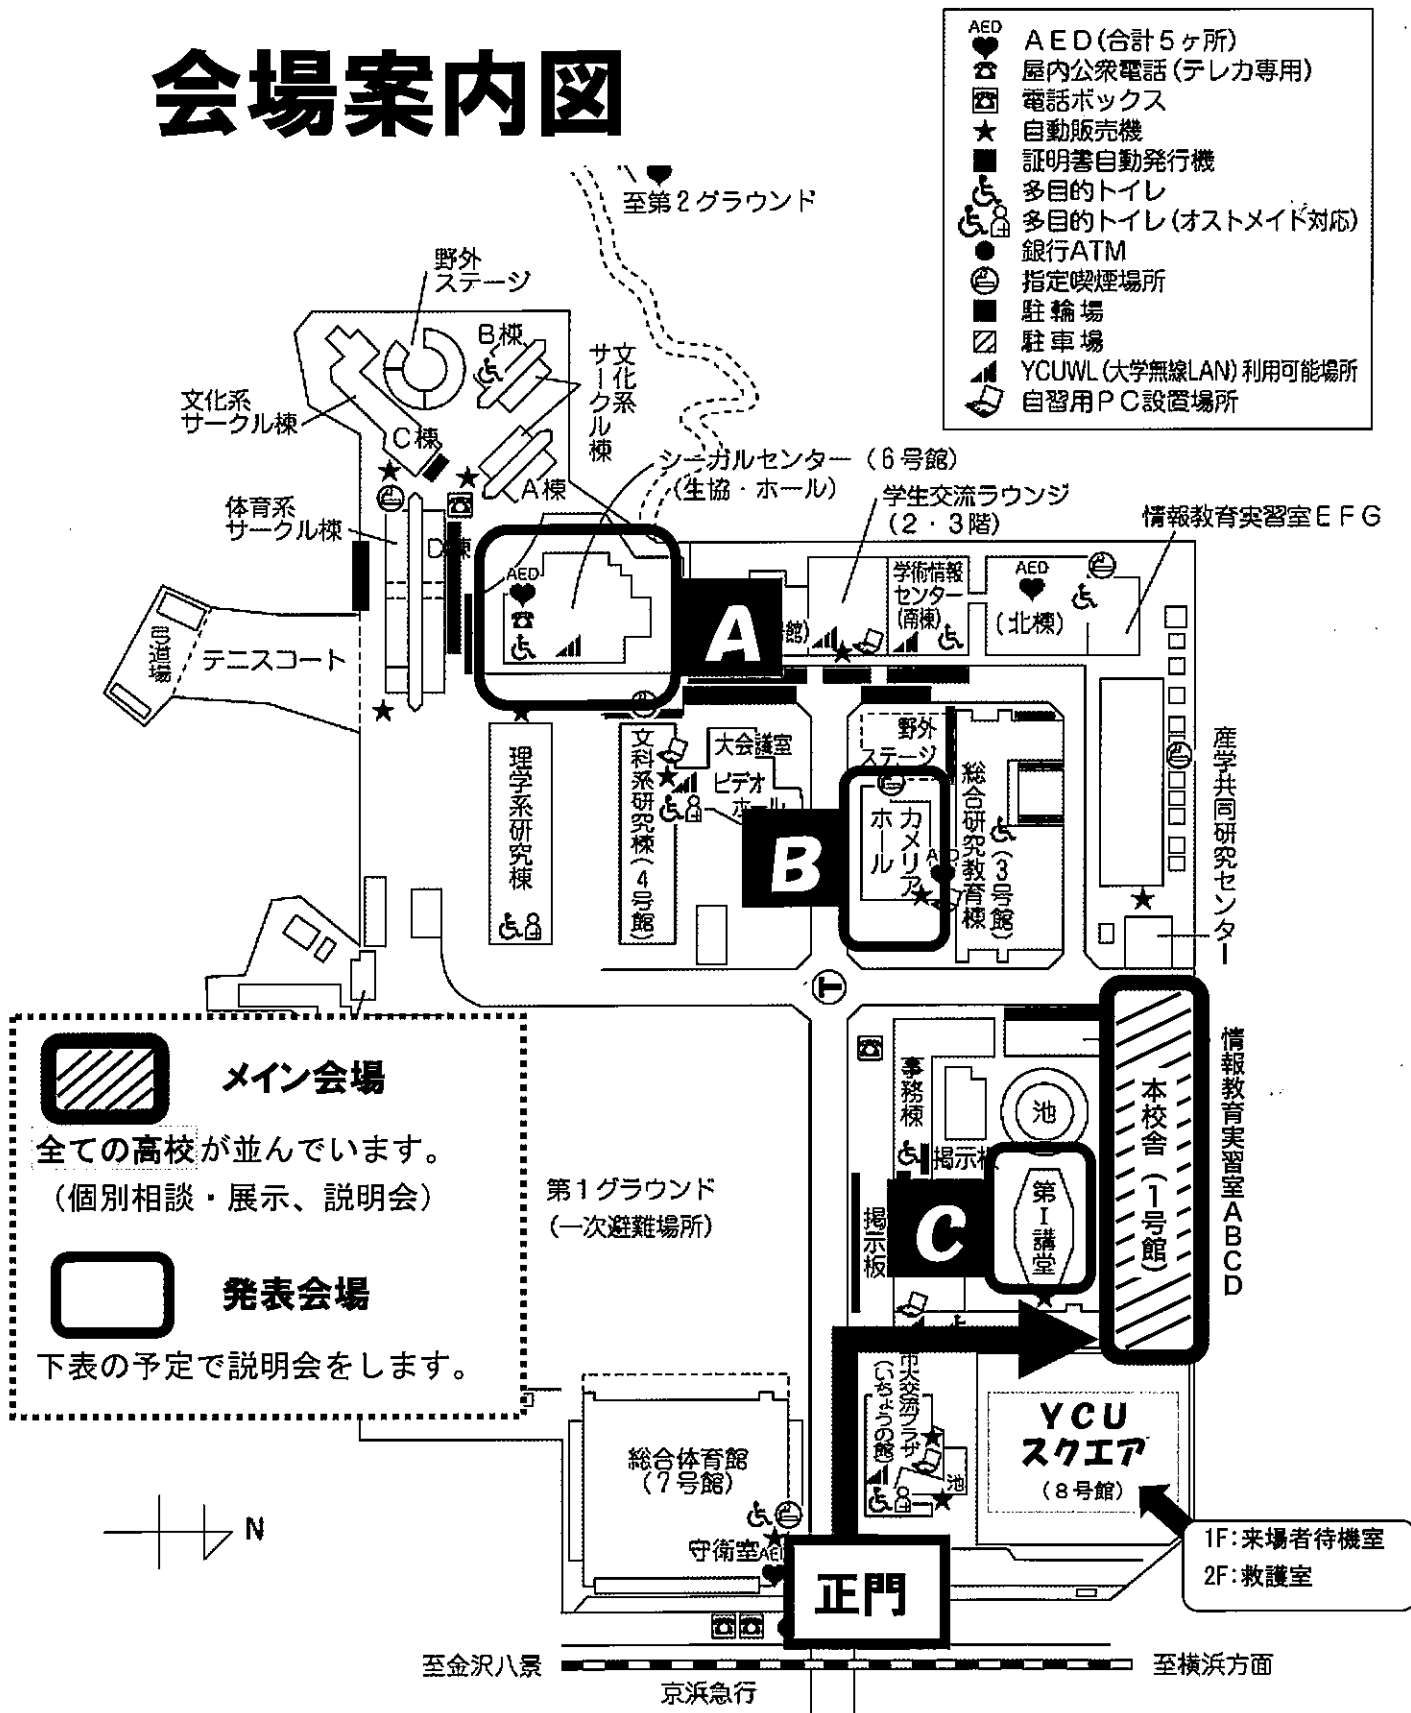 会場案内図
AED
AED(合計5ヶ所)
屋内公衆電話(テレカ専用)
電話ボックス
自動販売機
証明書自動発行機
多目的トイレ
多目的トイレ(オストメイド対応)
銀行ATM
指定喫煙場所
駐輪場
駐車場
YCUWL(大学無線LAN)利用可能場所
自習用PC設置場所
至第2グラウンド
野外
ステージ
B棟
文化系
サークル棟
文化系
サークル棟
C棟
A棟
シーガルセンター(6号館)
(生協・ホール)
学生交流ラウンジ
(2・3階)
情報教育実習室EFG
体育系
サークル棟
D棟
AED
A
号館)
学術情報
センター
(南棟)
AED
(北棟)
弓道場
テニスコート
理学系研究棟
文科系研究棟(4号館)
大会議室
ビデオ
ホール
野外
ステージ
B
カメリア
ホール
総合研究教育棟(3号館)
産学共同研究センター
T
メイン会場
全ての高校が並んでいます。
(個別相談・展示、説明会)
発表会場
下表の予定で説明会をします。
第1グラウンド
(一次避難場所)
事務棟
池
掲示板
掲示板
C
第I講堂
本校舎(1号館)
情報教育実習室ABCD
市大交流プラザ
(いちょうの館)
池
YCU
スクエア
(8号館)
1F:来場者待機室
2F:救護室
総合体育館
(7号館)
守衛室
AED
正門
N
至金沢八景
至横浜方面
京浜急行